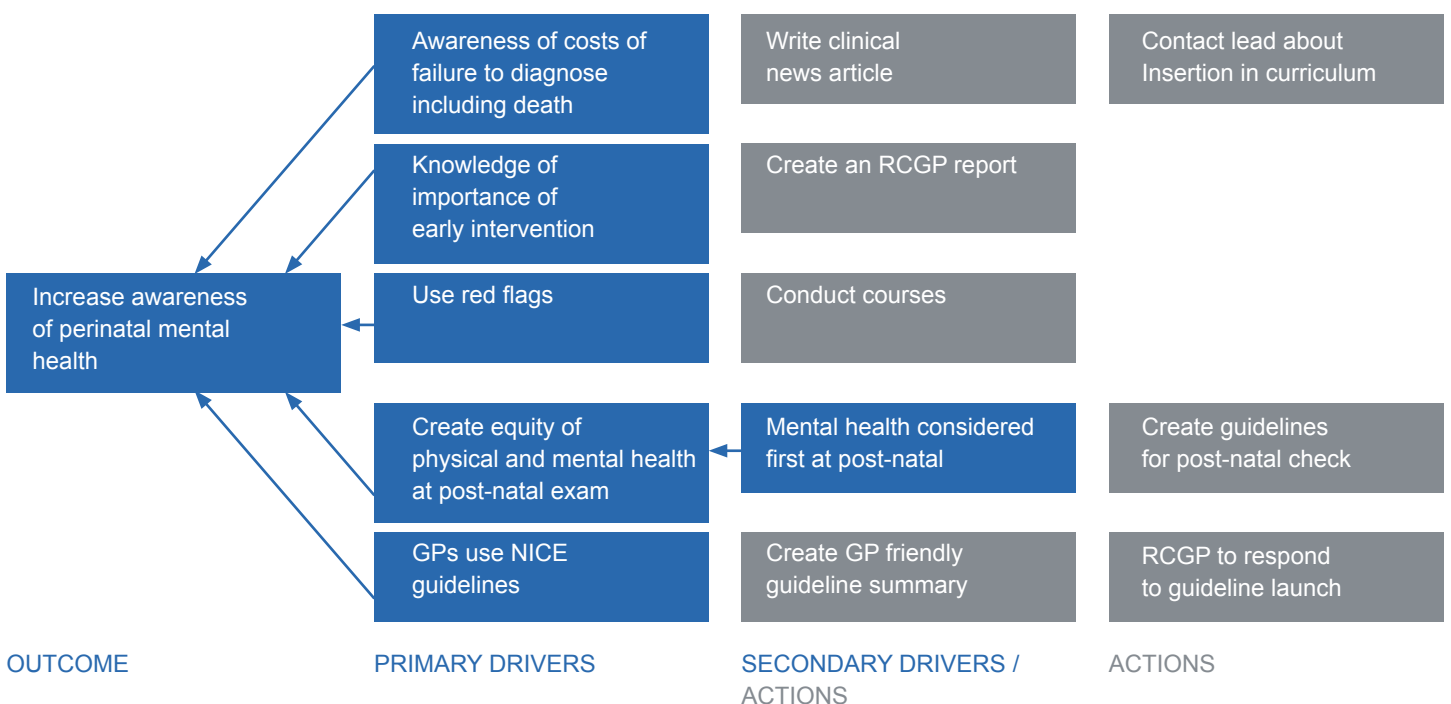 Awareness of costs of
failure to diagnose
including death
Write clinical
news article
Contact lead about
Insertion in curriculum
Knowledge of
importance of
early intervention
Create an RCGP report
Increase awareness
of perinatal mental
health
Use red flags
Conduct courses
Create equity of
physical and mental health
at post-natal exam
Mental health considered
first at post-natal
Create guidelines
for post-natal check
GPs use NICE
guidelines
Create GP friendly
guideline summary
RCGP to respond
to guideline launch
OUTCOME
PRIMARY DRIVERS
SECONDARY DRIVERS /
ACTIONS
ACTIONS